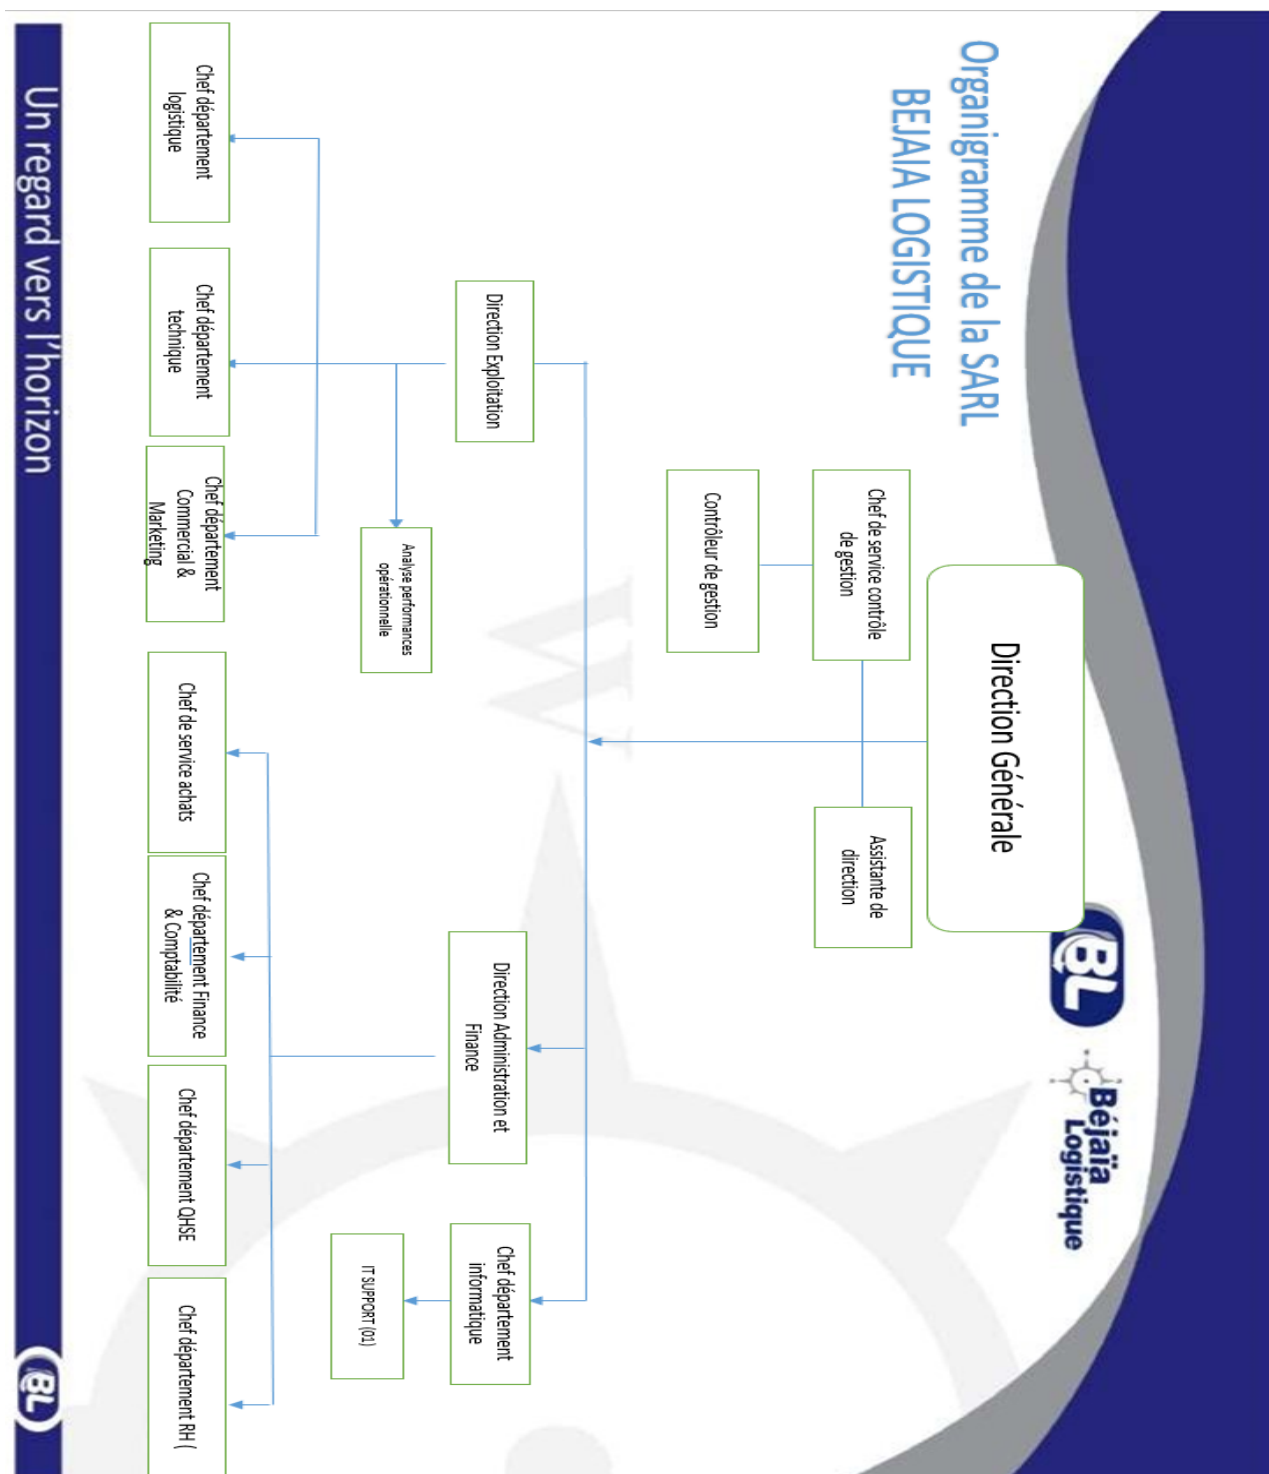 Organigramme de la SARL
BEJAIA LOGISTIQUE
BL
Béjaïa
Logistique
Direction Générale
Chef de service contrôle
de gestion
Assistante de
direction
Contrôleur de gestion
Direction Exploitation
Direction Administration et
Finance
Chef département
informatique
Analyse performances
opérationnelle
IT SUPPORT (01)
Chef département
logistique
Chef département
technique
Chef département
Commercial &
Marketing
Chef de service achats
Chef département Finance
& Comptabilité
Chef département QHSE
Chef département RH (
W
Un regard vers l'horizon
BL